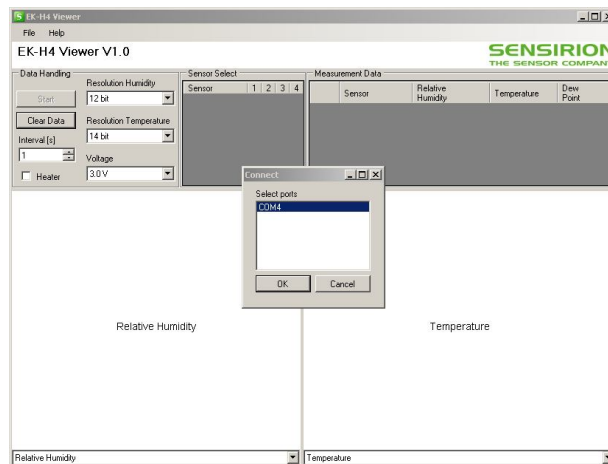 EK-H4 Viewer
File Help
EK-H4 Viewer V1.0
SENSIRION
THE SENSOR COMPANY
Data Handling
Start
Clear Data
Interval [s]
1
Heater
Resolution Humidity
12 bit
Resolution Temperature
14 bit
Voltage
3.0 V
Sensor Select
Sensor 1 2 3 4
Measurement Data
Sensor Relative Humidity Temperature Dew Point
Connect
Select ports
COM4
OK Cancel
Relative Humidity
Temperature
Relative Humidity
Temperature